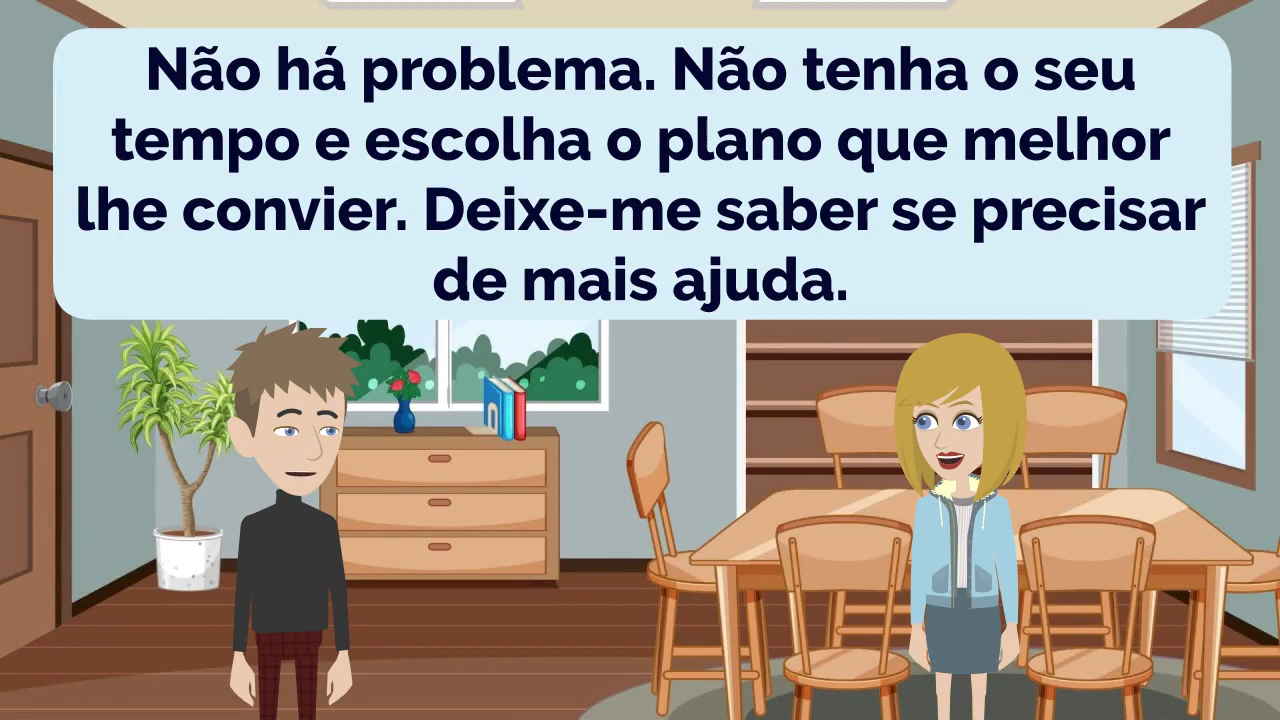 Não há problema. Não tenha o seu
tempo e escolha o plano que melhor
lhe convier. Deixe-me saber se precisar
de mais ajuda.